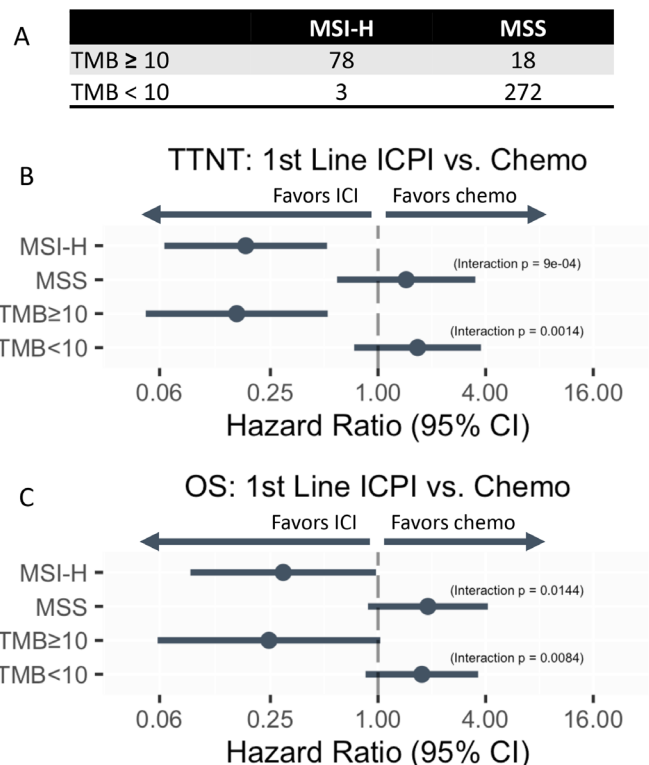 A
MSI-H MSS
TMB ≥ 10 78 18
TMB < 10 3 272
B
TTNT: 1st Line ICPI vs. Chemo
Favors ICI Favors chemo
MSI-H
(Interaction p = 9e-04)
MSS
TMB≥10
(Interaction p = 0.0014)
TMB<10
0.06 0.25 1.00 4.00 16.00
Hazard Ratio (95% CI)
C
OS: 1st Line ICPI vs. Chemo
Favors ICI Favors chemo
MSI-H
(Interaction p = 0.0144)
MSS
TMB≥10
(Interaction p = 0.0084)
TMB<10
0.06 0.25 1.00 4.00 16.00
Hazard Ratio (95% CI)